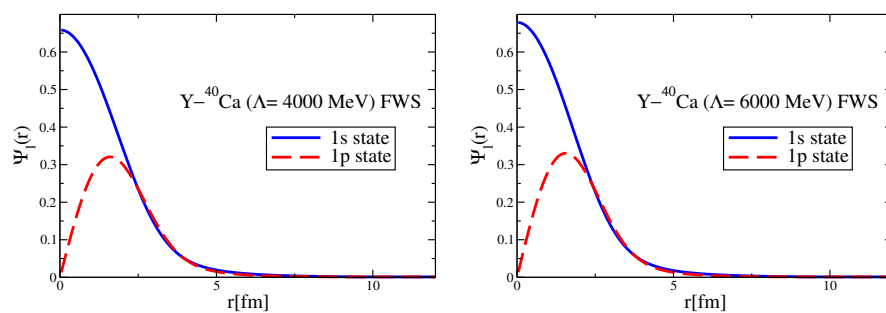 0.6
0.5
0.4
0.3
0.2
0.1
0
Ψ_l(r)
Y−⁴⁰Ca (Λ= 4000 MeV) FWS
1s state
1p state
0
5
10
r[fm]
0.6
0.5
0.4
0.3
0.2
0.1
0
Ψ_l(r)
Y−⁴⁰Ca (Λ= 6000 MeV) FWS
1s state
1p state
0
5
10
r[fm]